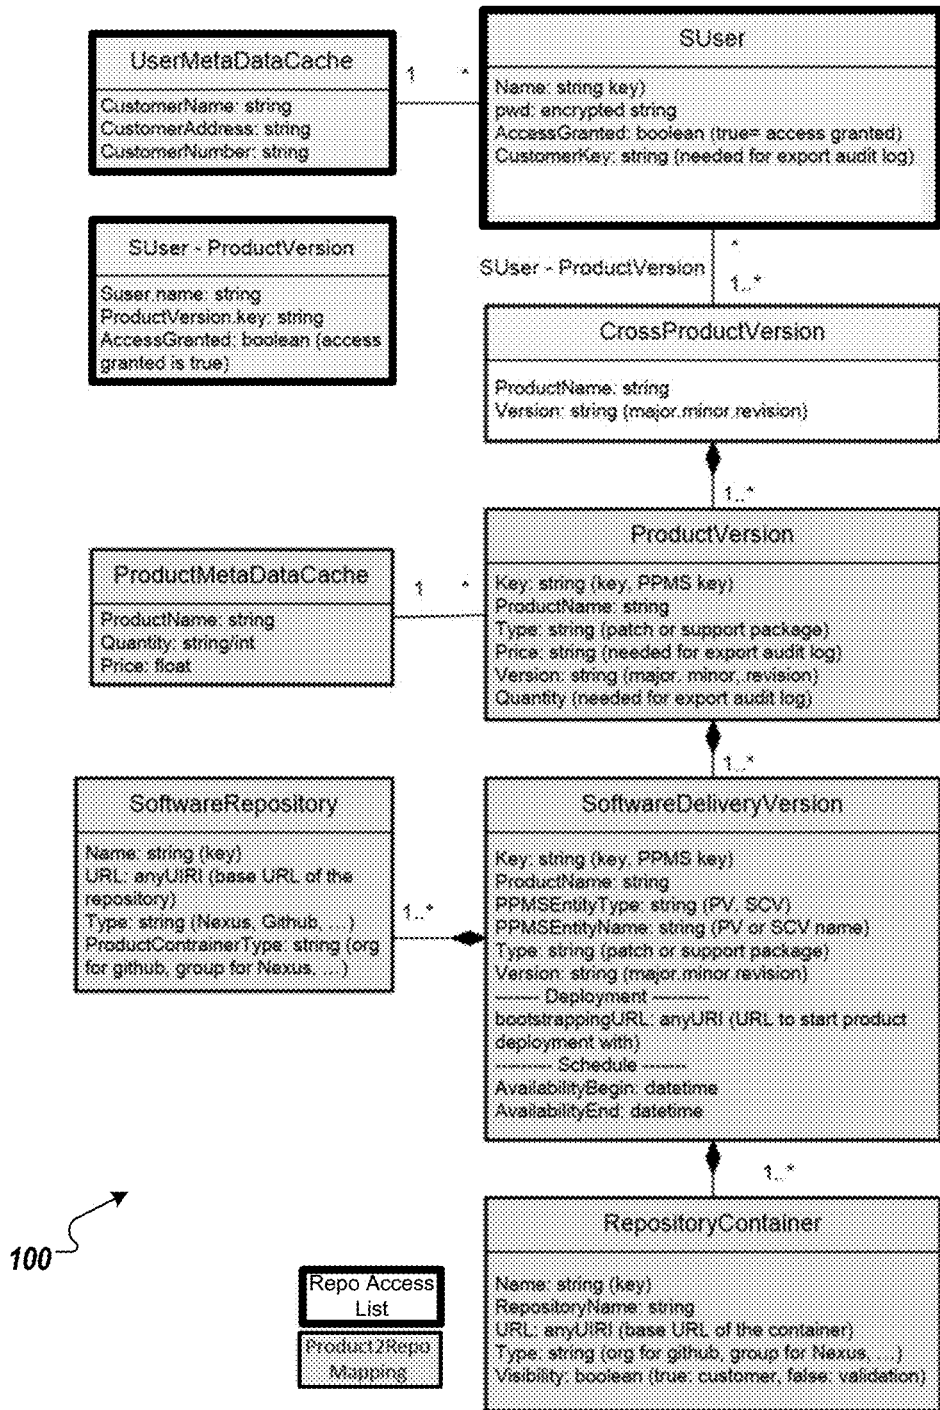 UserMetaDataCache
CustomerName: string
CustomerAddress: string
CustomerNumber: string
1
*
SUser
Name: string key)
pwd: encrypted string
AccessGranted: boolean (true= access granted)
CustomerKey: string (needed for export audit log)
SUser - ProductVersion
Suser.name: string
ProductVersion.key: string
AccessGranted: boolean (access
granted is true)
*
SUser - ProductVersion
1..*
CrossProductVersion
ProductName: string
Version: string (major.minor.revision)
1..*
ProductMetaDataCache
ProductName: string
Quantity: string/int
Price: float
1
*
ProductVersion
Key: string (key, PPMS key)
ProductName: string
Type: string (patch or support package)
Price: string (needed for export audit log)
Version: string (major. minor, revision)
Quantity (needed for export audit log)
1..*
SoftwareRepository
Name: string (key)
URL: anyUIRI (base URL of the
repository)
Type: string (Nexus, Github, ...)
ProductContrainerType: string (org
for github, group for Nexus, ...)
1..*
SoftwareDeliveryVersion
Key: string (key, PPMS key)
ProductName: string
PPMSEntityType: string (PV, SCV)
PPMSEntityName: string (PV or SCV name)
Type: string (patch or support package)
Version: string (major.minor.revision)
------- Deployment ---------
bootstrappingURL: anyURI (URL to start product
deployment with)
--------- Schedule -------
AvailabilityBegin: datetime
AvailabilityEnd: datetime
1..*
RepositoryContainer
Name: string (key)
RepositoryName: string
URL: anyUIRI (base URL of the container)
Type: string (org for github, group for Nexus, ...)
Visibility: boolean (true: customer, false: validation)
100
Repo Access
List
Product2Repo
Mapping